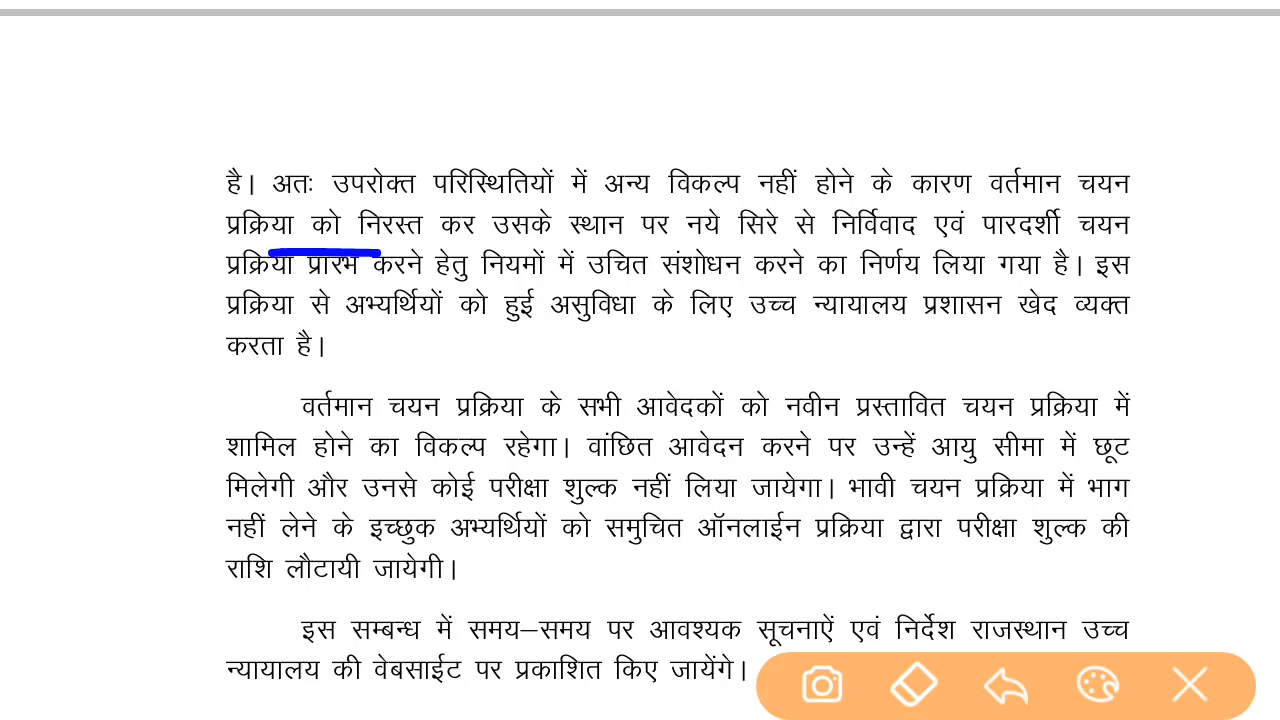 है। अतः उपरोक्त परिस्थितियों में अन्य विकल्प नहीं होने के कारण वर्तमान चयन
प्रक्रिया को निरस्त कर उसके स्थान पर नये सिरे से निर्विवाद एवं पारदर्शी चयन
प्रक्रिया प्रारंभ करने हेतु नियमों में उचित संशोधन करने का निर्णय लिया गया है। इस
प्रक्रिया से अभ्यर्थियों को हुई असुविधा के लिए उच्च न्यायालय प्रशासन खेद व्यक्त
करता है।
वर्तमान चयन प्रक्रिया के सभी आवेदकों को नवीन प्रस्तावित चयन प्रक्रिया में
शामिल होने का विकल्प रहेगा। वांछित आवेदन करने पर उन्हें आयु सीमा में छूट
मिलेगी और उनसे कोई परीक्षा शुल्क नहीं लिया जायेगा। भावी चयन प्रक्रिया में भाग
नहीं लेने के इच्छुक अभ्यर्थियों को समुचित ऑनलाईन प्रक्रिया द्वारा परीक्षा शुल्क की
राशि लौटायी जायेगी।
इस सम्बन्ध में समय–समय पर आवश्यक सूचनाऐं एवं निर्देश राजस्थान उच्च
न्यायालय की वेबसाईट पर प्रकाशित किए जायेंगे।